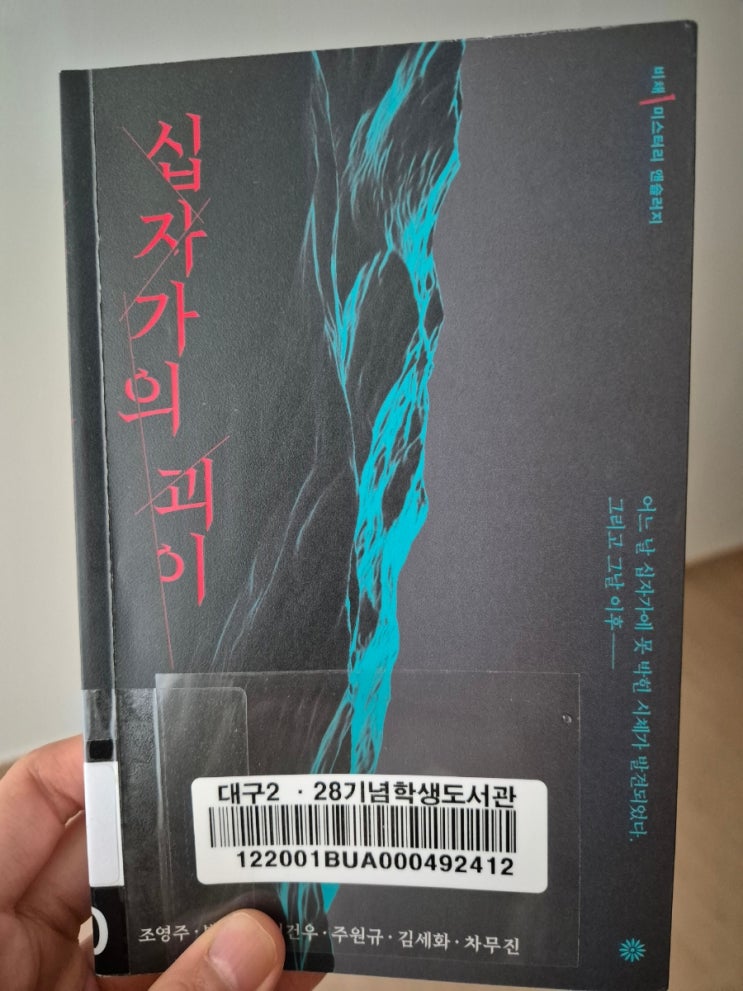 십자가의 괴이
비채 미스터리 앤솔러지
어느 날 십자가에 못 박힌 시체가 발견되었다.
그리고 그날 이후――
대구2 · 28기념학생도서관
122001BUA000492412
조영주 · 건우 · 주원규 · 김세화 · 차무진